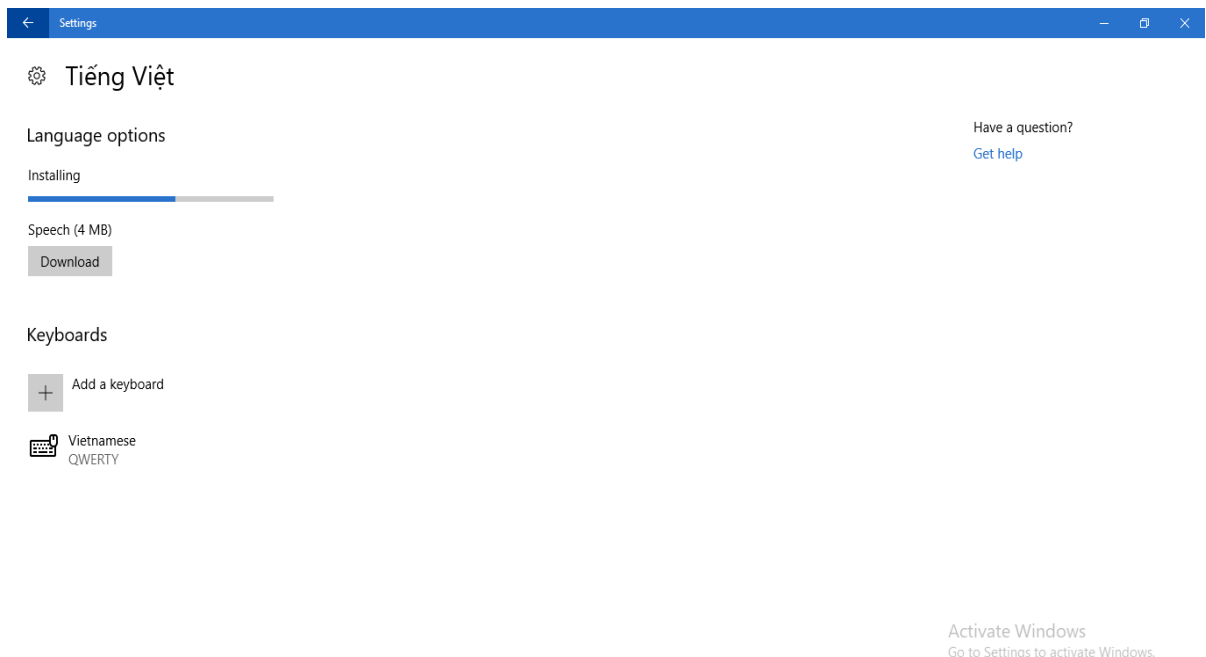 Settings
Tiếng Việt
Language options
Installing
Speech (4 MB)
Download
Keyboards
Add a keyboard
Vietnamese
QWERTY
Have a question?
Get help
Activate Windows
Go to Settings to activate Windows.